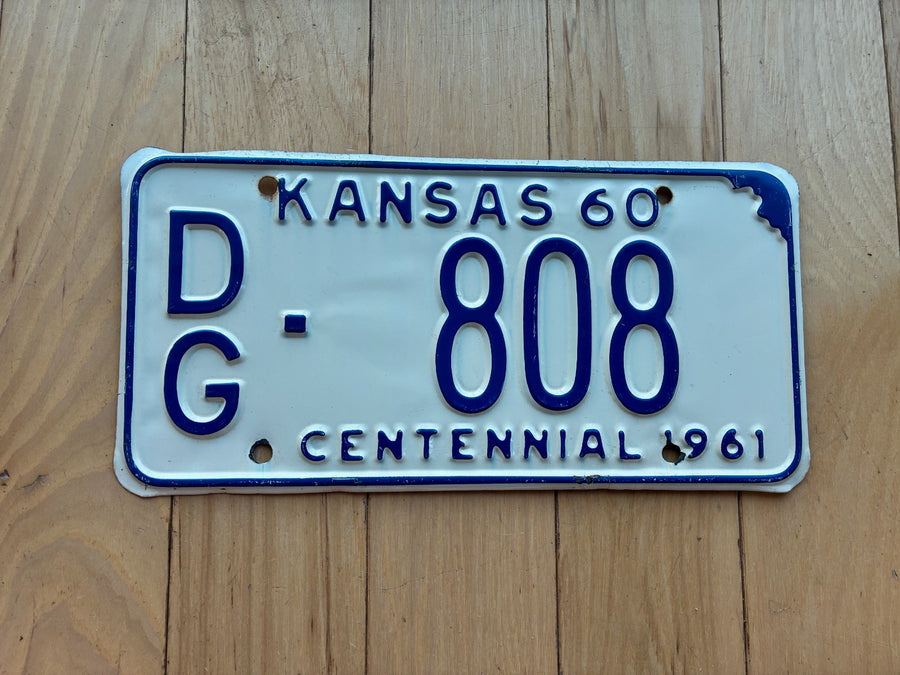 KANSAS 60
DG - 808
CENTENNIAL 1961